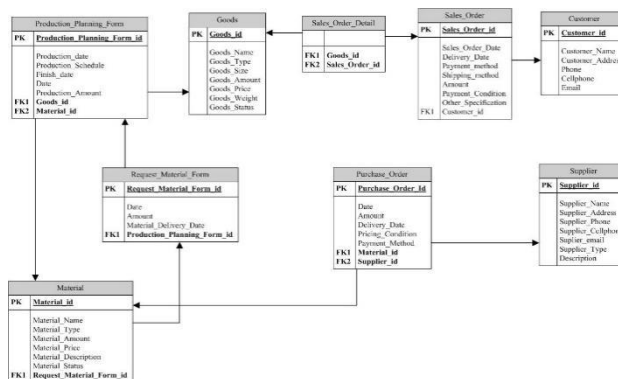 Production_Planning_Form
PK Production_Planning_Form_id
Production_date
Production_Schedule
Finish_date
Date
Production_Amount
FK1 Goods_id
FK2 Material_id
Goods
PK Goods_id
Goods_Name
Goods_Type
Goods_Size
Goods_Amount
Goods_Price
Goods_Weight
Goods_Status
Sales_Order_Detail
FK1 Goods_id
FK2 Sales_Order_id
Sales_Order
PK Sales_Order_id
Sales_Order_Date
Delivery_Date
Payment_method
Shipping_method
Amount
Payment_Condition
Other_Specification
FK1 Customer_id
Customer
PK Customer_id
Customer_Name
Customer_Address
Phone
Cellphone
Email
Request_Material_Form
PK Request_Material_Form_id
Date
Amount
Material_Delivery_Date
FK1 Production_Planning_Form_id
Purchase_Order
PK Purchase_Order_Id
Date
Amount
Delivery_Date
Pricing_Condition
Payment_Method
FK1 Material_id
FK2 Supplier_id
Supplier
PK Supplier_id
Supplier_Name
Supplier_Address
Supplier_Phone
Supplier_Cellphone
Suplier_email
Supplier_Type
Description
Material
PK Material_id
Material_Name
Material_Type
Material_Amount
Material_Price
Material_Description
Material_Status
FK1 Request_Material_Form_id